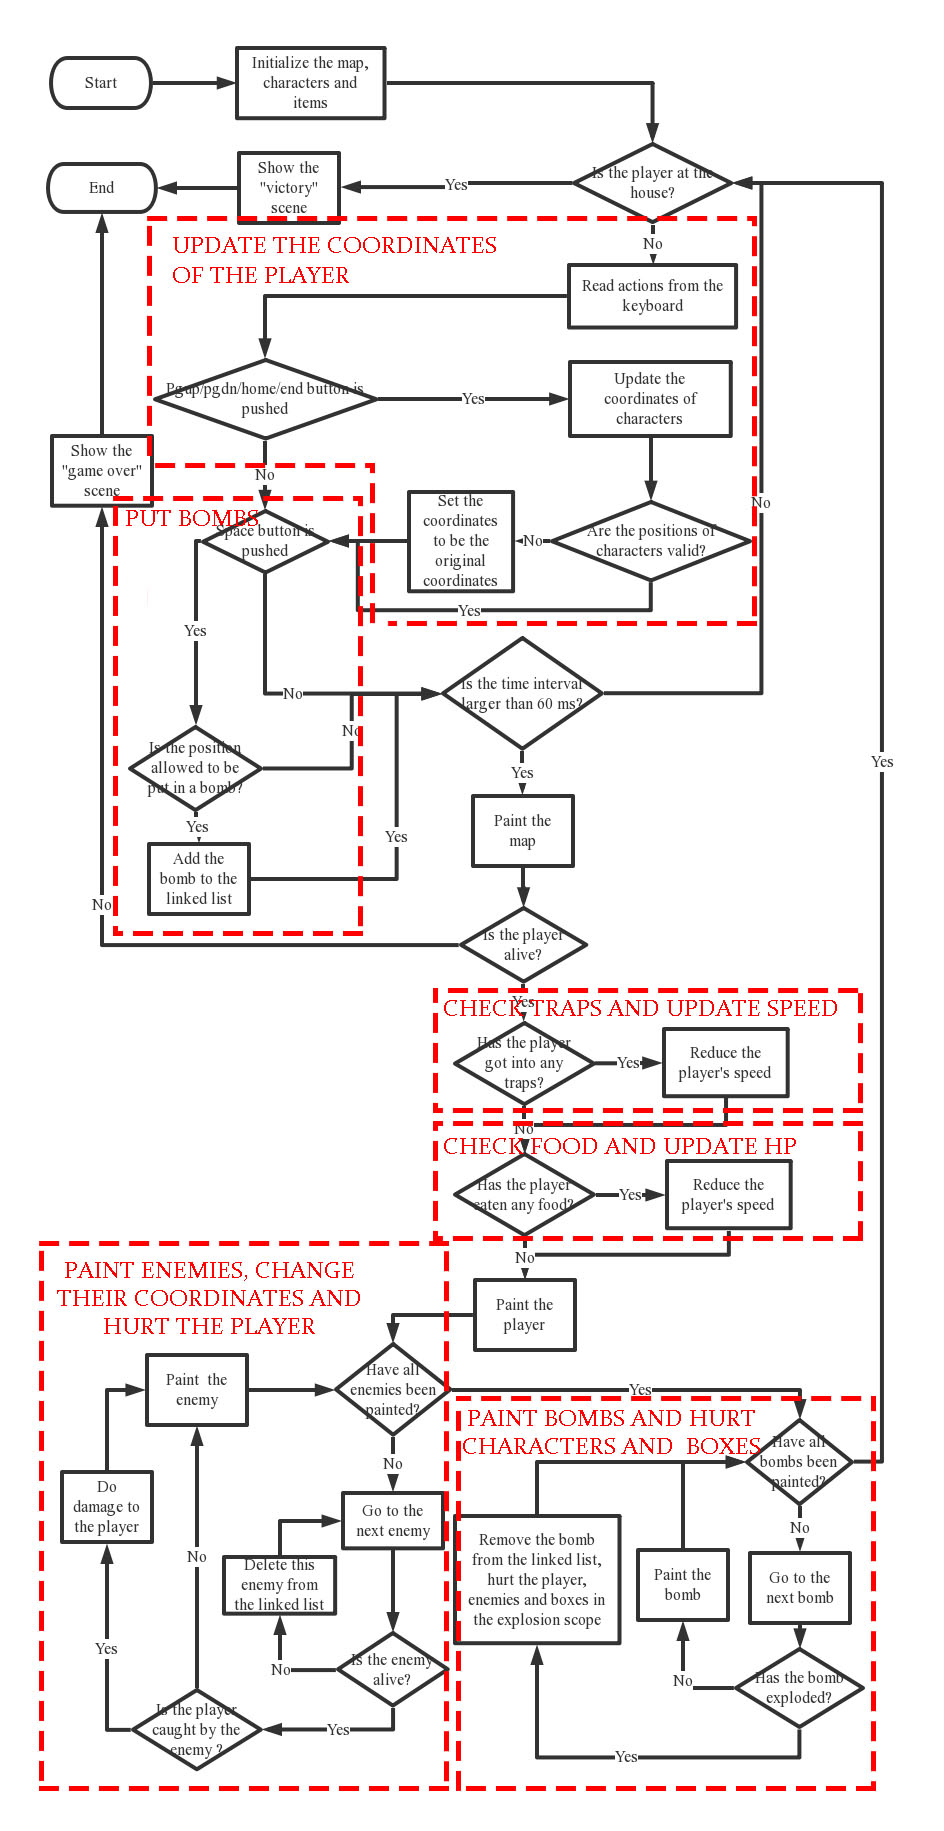 Start
Initialize the map,
characters and
items
Is the player at the
house?
Yes
Show the
"victory"
scene
End
No
UPDATE THE COORDINATES
OF THE PLAYER
Read actions from the
keyboard
Pgup/pgdn/home/end button is
pushed
Yes
Update the
coordinates of
characters
No
Are the positions of
characters valid?
No
Set the
coordinates
to be the
original
coordinates
Yes
Show the
"game over"
scene
PUT BOMBS
Space button is
pushed
Yes
No
Is the position
allowed to be
put in a bomb?
No
Yes
Add the
bomb to the
linked list
Yes
Is the time interval
larger than 60 ms?
No
Yes
Paint the
map
Is the player
alive?
No
Yes
CHECK TRAPS AND UPDATE SPEED
Has the player
got into any
traps?
Yes
Reduce the
player's speed
No
CHECK FOOD AND UPDATE HP
Has the player
eaten any food?
Yes
Reduce the
player's speed
No
Paint the
player
PAINT ENEMIES, CHANGE
THEIR COORDINATES AND
HURT THE PLAYER
Paint the
enemy
Have all
enemies been
painted?
Yes
No
Go to the
next enemy
Do
damage to
the player
Delete this
enemy from
the linked list
No
Is the enemy
alive?
No
Yes
Is the player
caught by the
enemy ?
Yes
PAINT BOMBS AND HURT
CHARACTERS AND BOXES
Have all
bombs been
painted?
Yes
No
Go to the
next bomb
Remove the bomb
from the linked list,
hurt the player,
enemies and boxes in
the explosion scope
Paint the
bomb
No
Has the bomb
exploded?
Yes